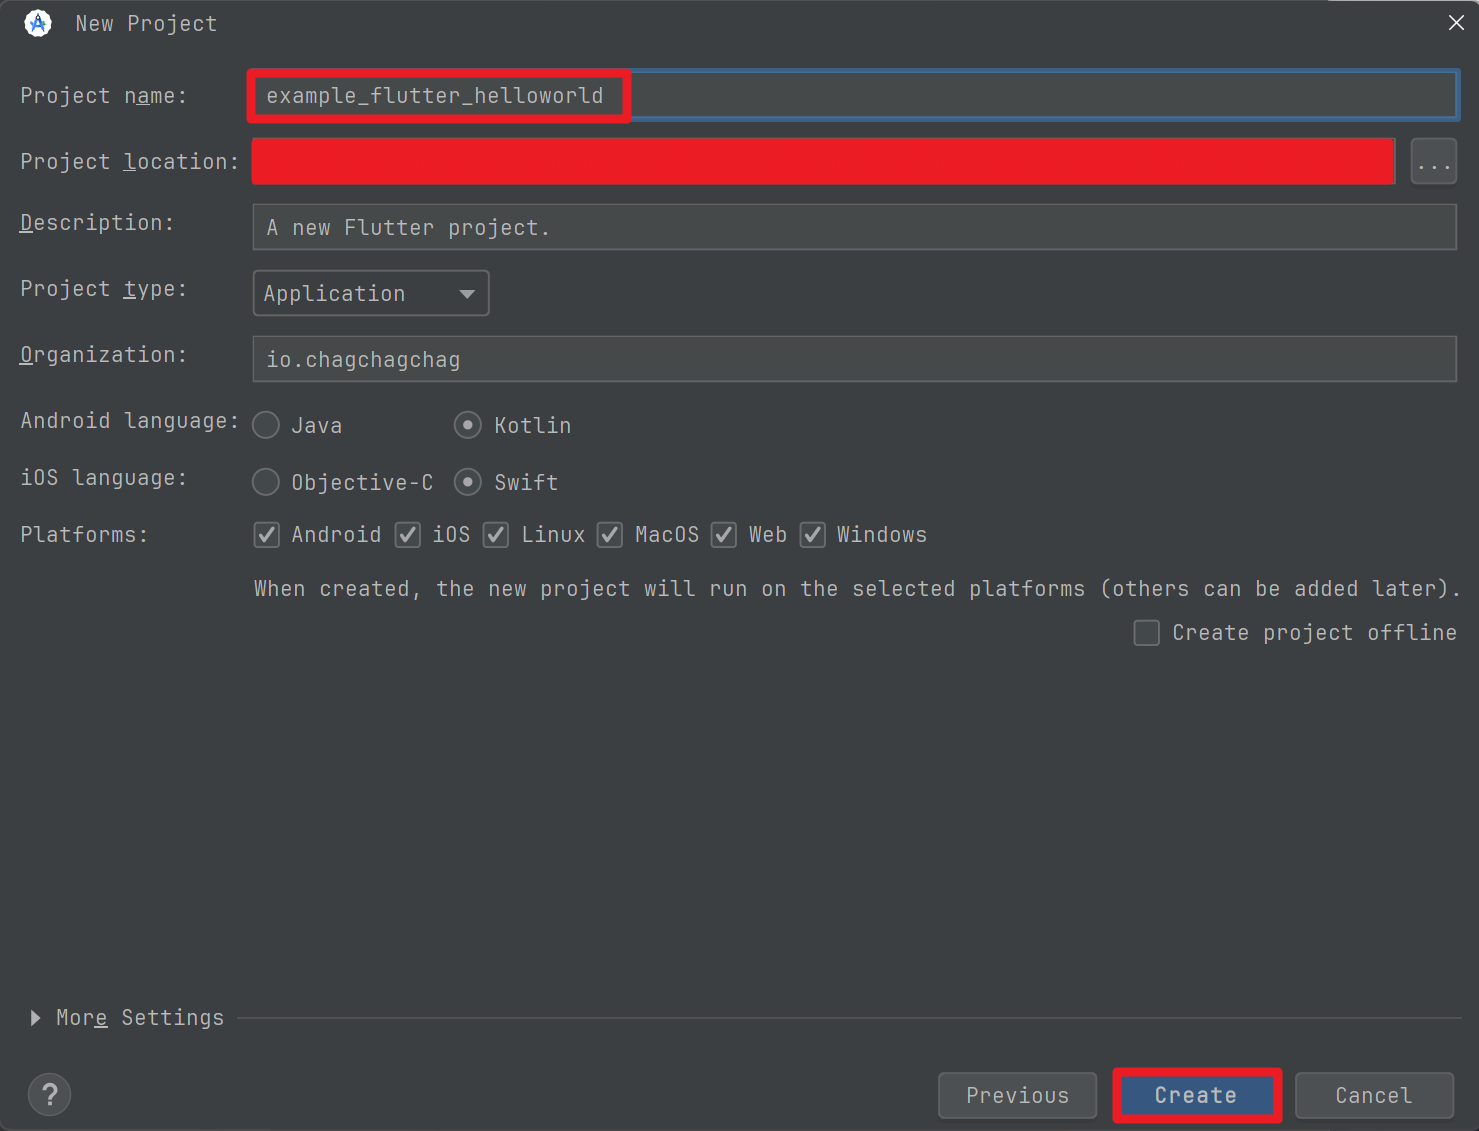 New Project
Project name: example_flutter_helloworld
Project location: ...
Description: A new Flutter project.
Project type: Application
Organization: io.chagchagchag
Android language: Java Kotlin
iOS language: Objective-C Swift
Platforms: Android iOS Linux MacOS Web Windows
When created, the new project will run on the selected platforms (others can be added later).
Create project offline
More Settings
? Previous Create Cancel